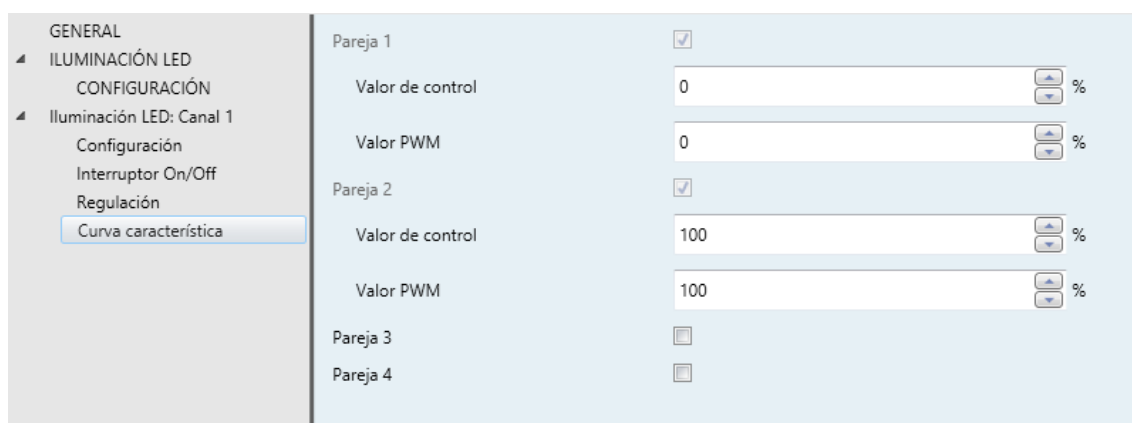 GENERAL
ILUMINACIÓN LED
CONFIGURACIÓN
Iluminación LED: Canal 1
Configuración
Interruptor On/Off
Regulación
Curva característica
Pareja 1
Valor de control 0 %
Valor PWM 0 %
Pareja 2
Valor de control 100 %
Valor PWM 100 %
Pareja 3
Pareja 4